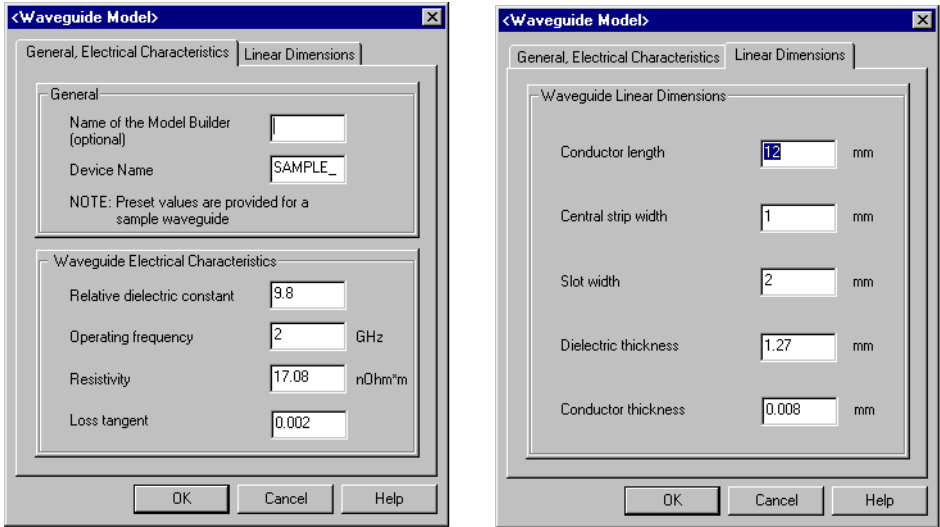 <Waveguide Model>
General, Electrical Characteristics
Linear Dimensions
General
Name of the Model Builder
(optional)
Device Name
SAMPLE_
NOTE: Preset values are provided for a
sample waveguide
Waveguide Electrical Characteristics
Relative dielectric constant
9.8
Operating frequency
2
GHz
Resistivity
17.08
nOhm*m
Loss tangent
0.002
OK
Cancel
Help
<Waveguide Model>
General, Electrical Characteristics
Linear Dimensions
Waveguide Linear Dimensions
Conductor length
12
mm
Central strip width
1
mm
Slot width
2
mm
Dielectric thickness
1.27
mm
Conductor thickness
0.008
mm
OK
Cancel
Help